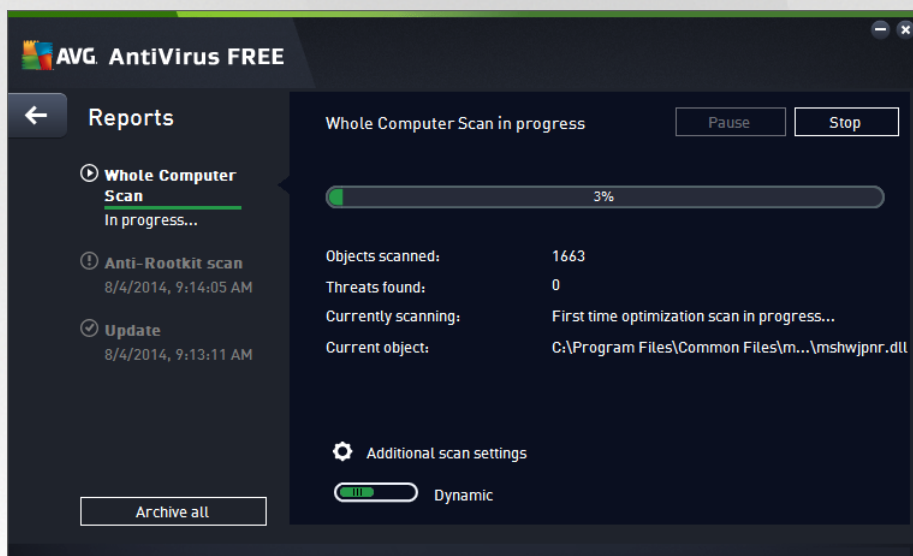 AVG. AntiVirus FREE
Reports
Whole Computer Scan
In progress...
Anti-Rootkit scan
8/4/2014, 9:14:05 AM
Update
8/4/2014, 9:13:11 AM
Archive all
Whole Computer Scan in progress
Pause
Stop
3%
Objects scanned: 1663
Threats found: 0
Currently scanning: First time optimization scan in progress...
Current object: C:\Program Files\Common Files\m...\mshwjpnr.dll
Additional scan settings
Dynamic